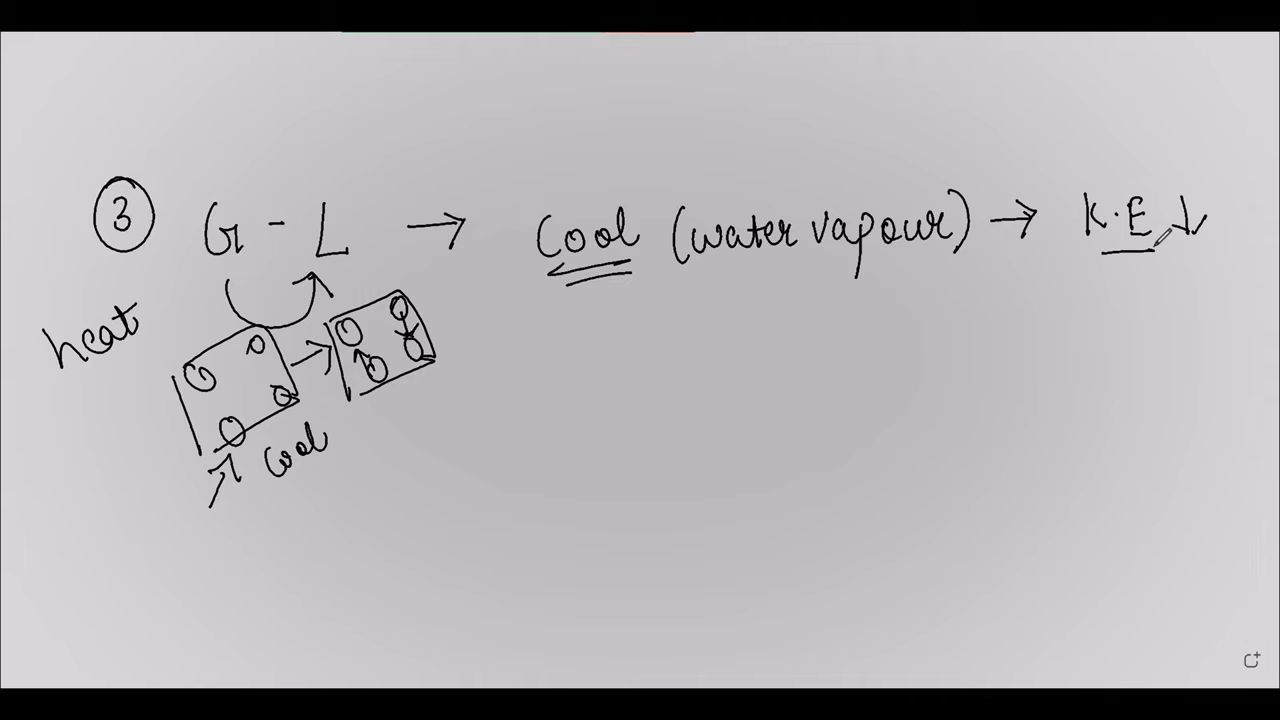 ③ G - L → Cool (water vapour) → K.E ↓
heat
Cool